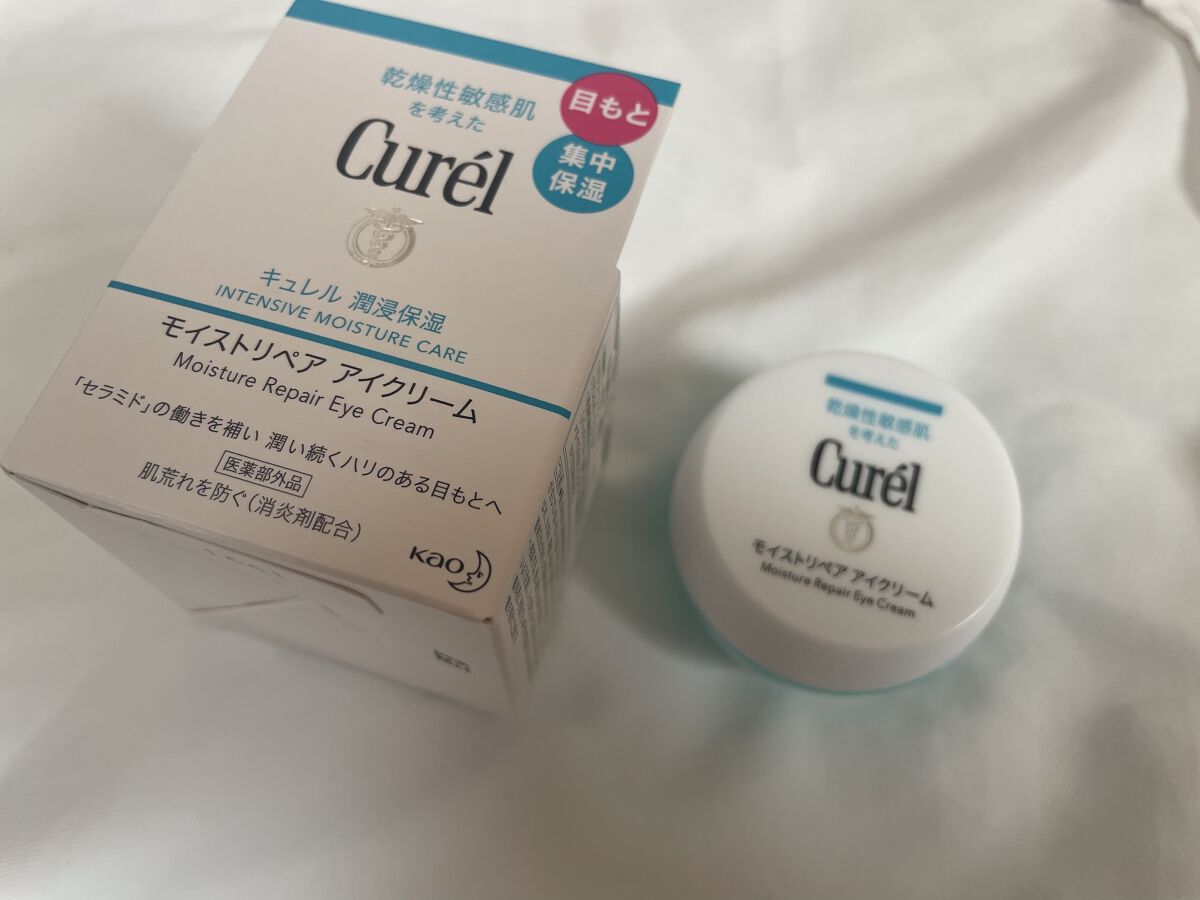 乾燥性敏感肌
を考えた
Curél
目もと
集中
保湿
キュレル 潤浸保湿
INTENSIVE MOISTURE CARE
モイストリペア アイクリーム
Moisture Repair Eye Cream
「セラミド」の働きを補い 潤い続くハリのある目もとへ
医薬部外品
肌荒れを防ぐ(消炎剤配合)
Kao
乾燥性敏感肌
を考えた
Curél
モイストリペア アイクリーム
Moisture Repair Eye Cream